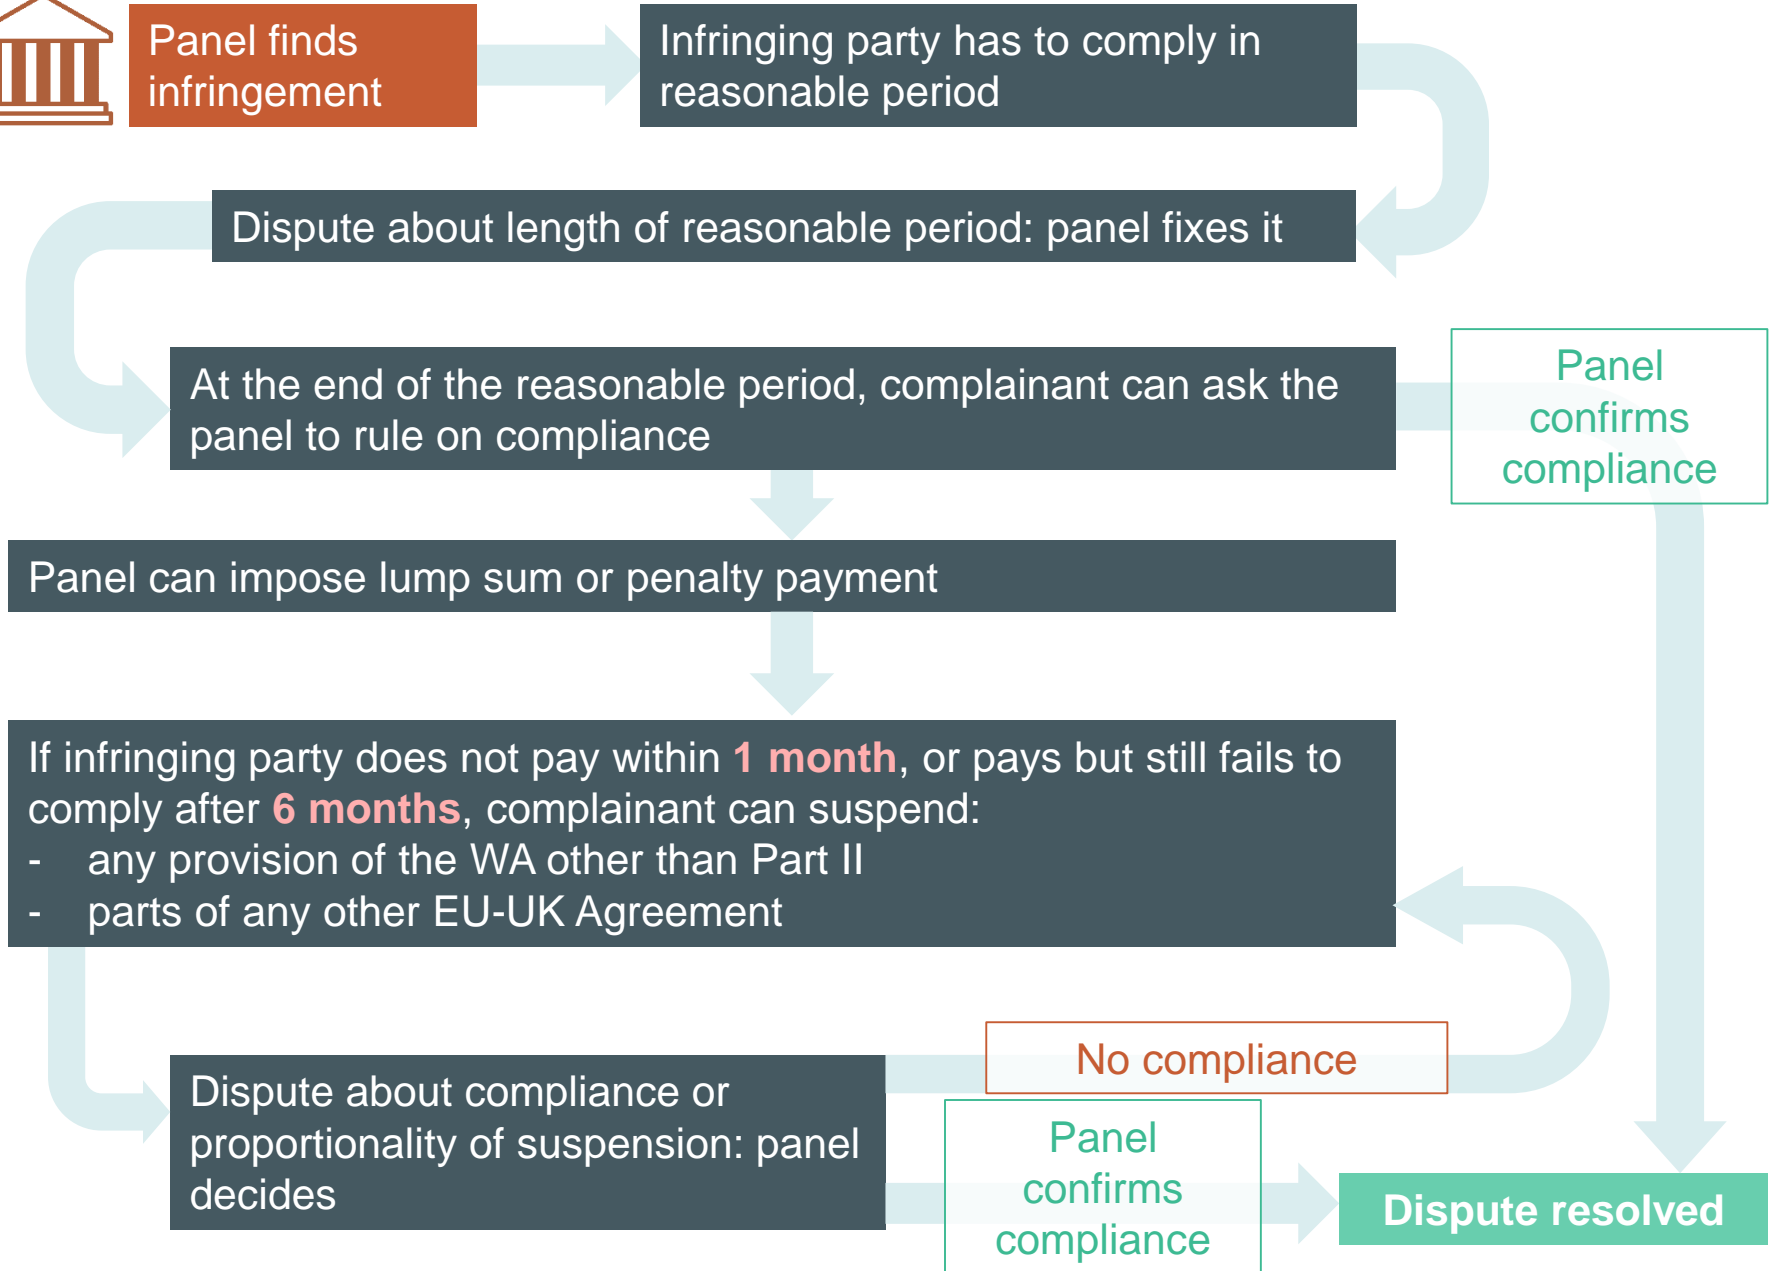 Panel finds
infringement
Infringing party has to comply in
reasonable period
Dispute about length of reasonable period: panel fixes it
At the end of the reasonable period, complainant can ask the
panel to rule on compliance
Panel
confirms
compliance
Panel can impose lump sum or penalty payment
If infringing party does not pay within 1 month, or pays but still fails to
comply after 6 months, complainant can suspend:
- any provision of the WA other than Part II
- parts of any other EU-UK Agreement
No compliance
Dispute about compliance or
proportionality of suspension: panel
decides
Panel
confirms
compliance
Dispute resolved